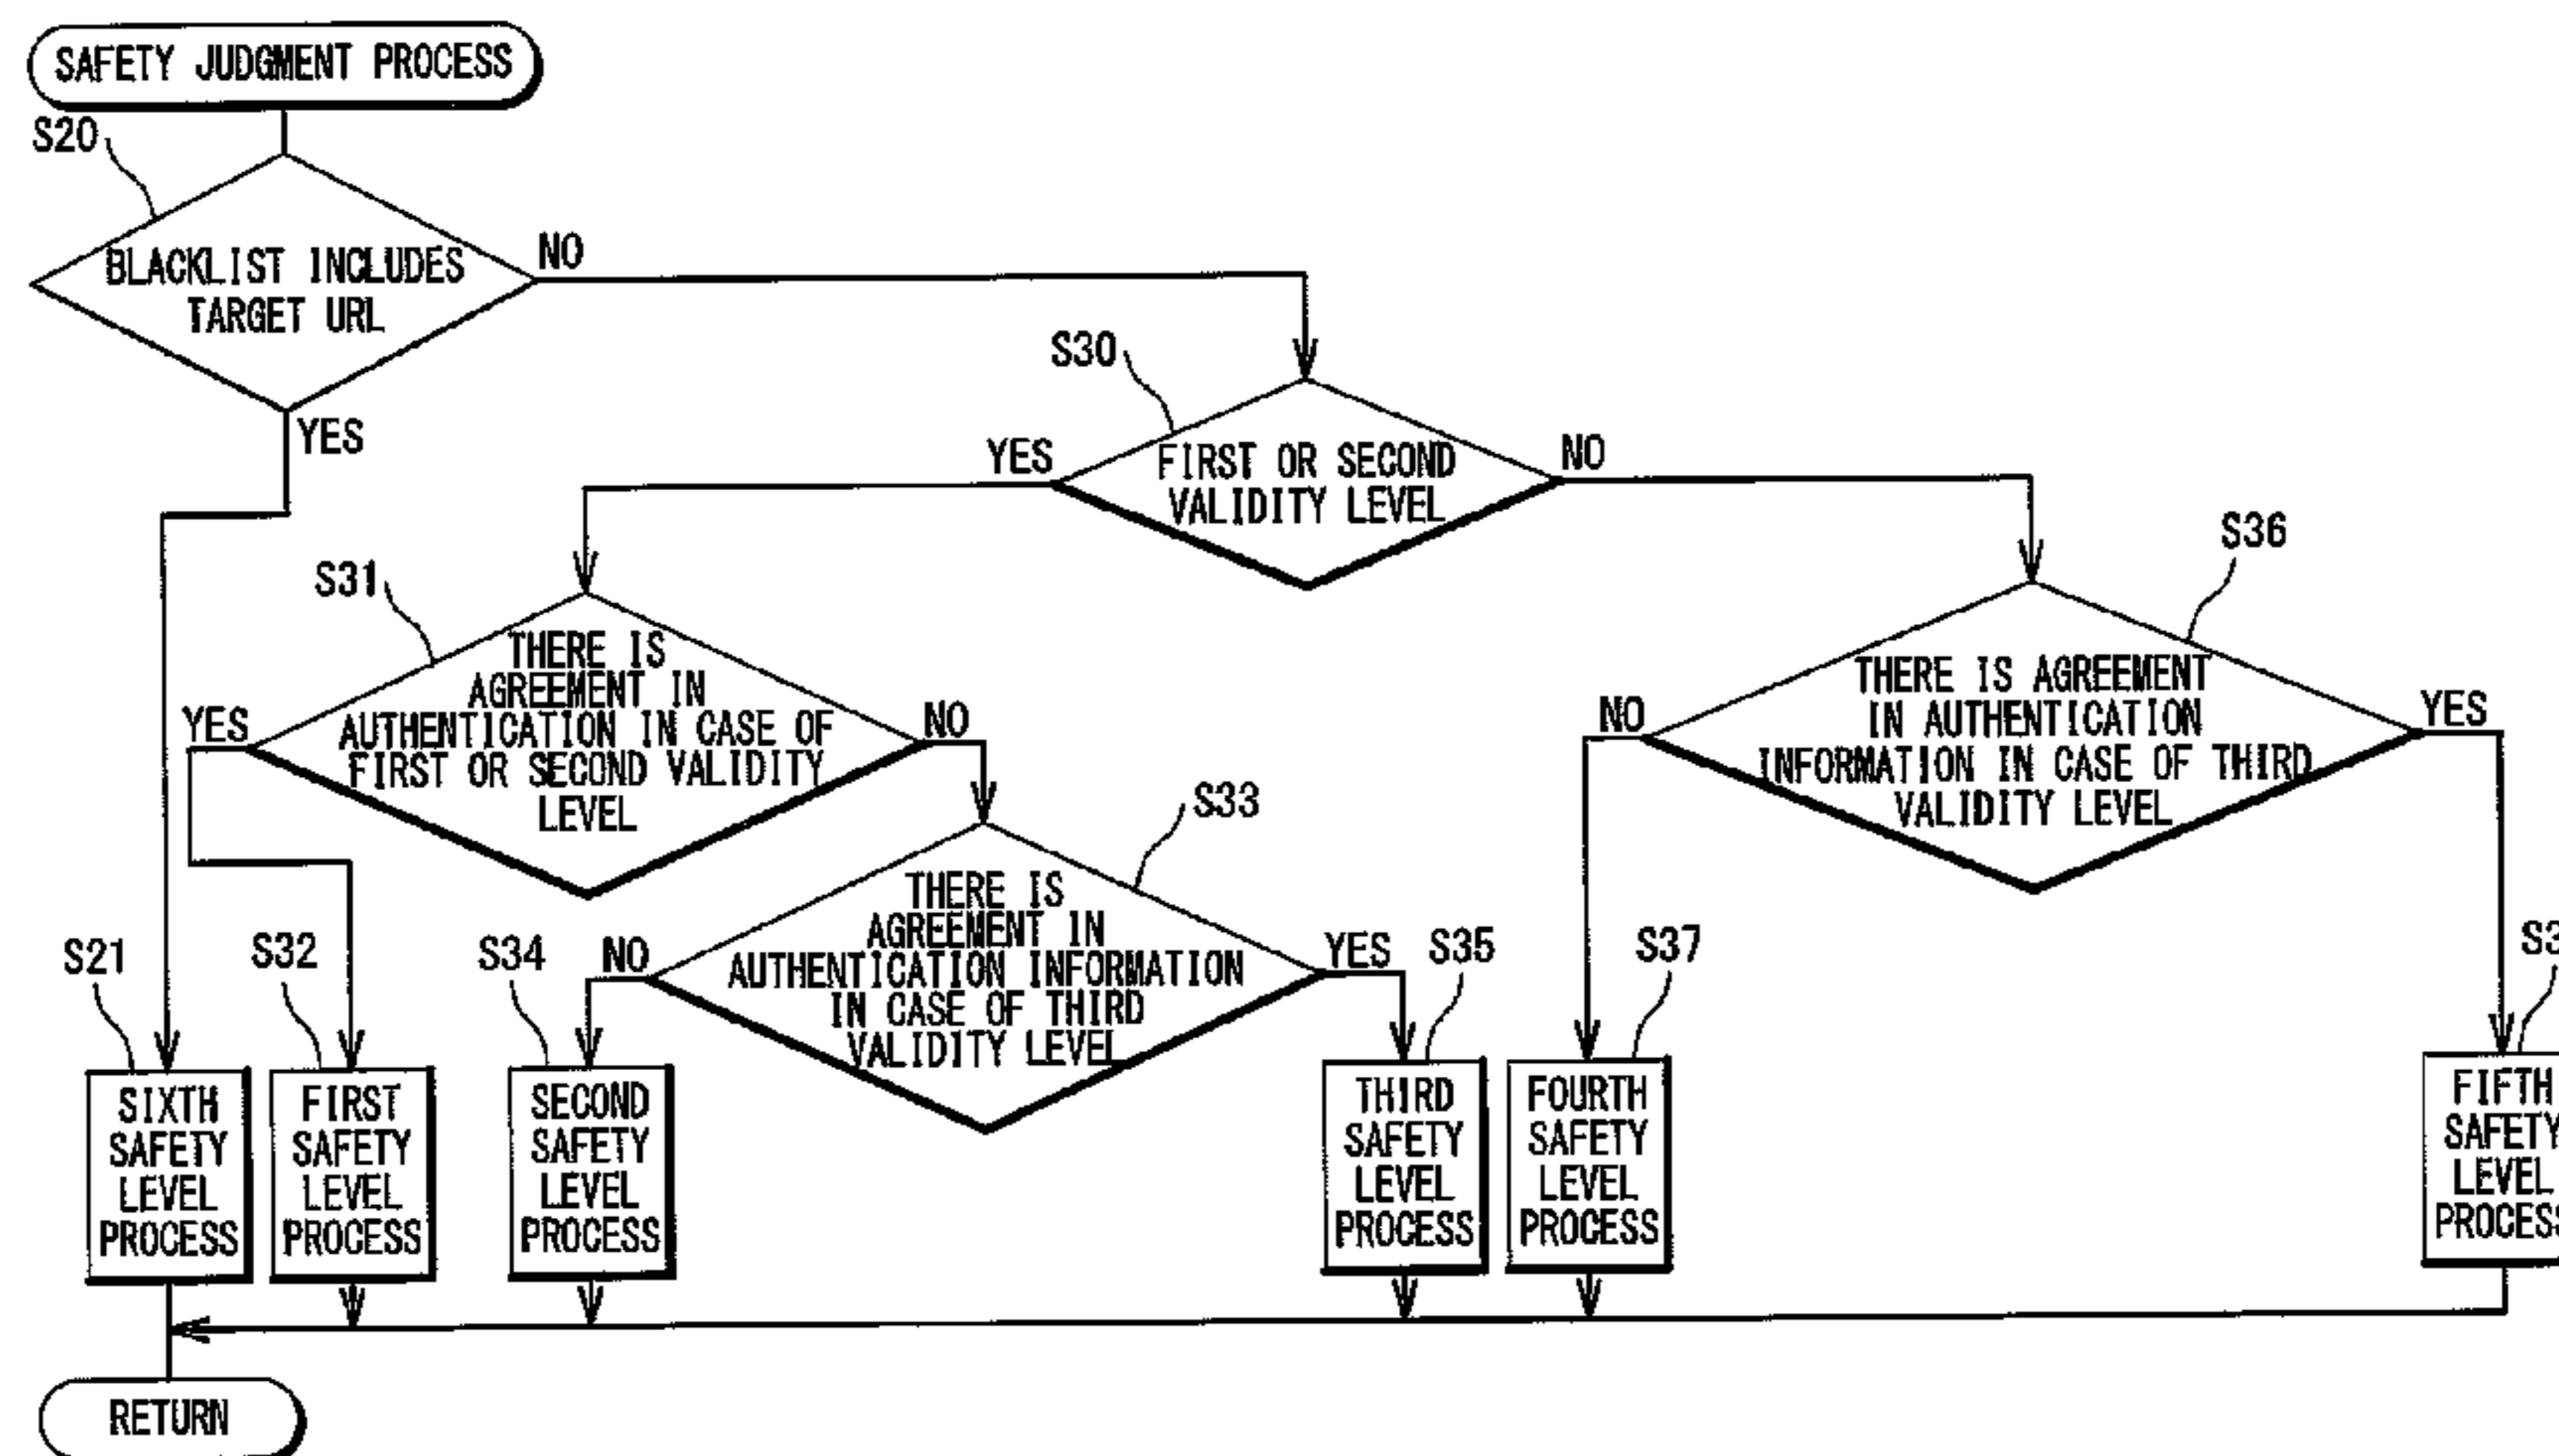 SAFETY JUDGMENT PROCESS
S20
BLACKLIST INCLUDES
TARGET URL
NO
YES
S30
FIRST OR SECOND
VALIDITY LEVEL
YES
NO
S31
THERE IS
AGREEMENT IN
AUTHENTICATION IN CASE OF
FIRST OR SECOND VALIDITY
LEVEL
YES
NO
S36
THERE IS AGREEMENT
IN AUTHENTICATION
INFORMATION IN CASE OF THIRD
VALIDITY LEVEL
NO
YES
S33
THERE IS
AGREEMENT IN
AUTHENTICATION INFORMATION
IN CASE OF THIRD
VALIDITY LEVEL
NO
YES
S21
SIXTH
SAFETY
LEVEL
PROCESS
S32
FIRST
SAFETY
LEVEL
PROCESS
S34
SECOND
SAFETY
LEVEL
PROCESS
S35
THIRD
SAFETY
LEVEL
PROCESS
S37
FOURTH
SAFETY
LEVEL
PROCESS
FIFTH
SAFETY
LEVEL
PROCESS
RETURN